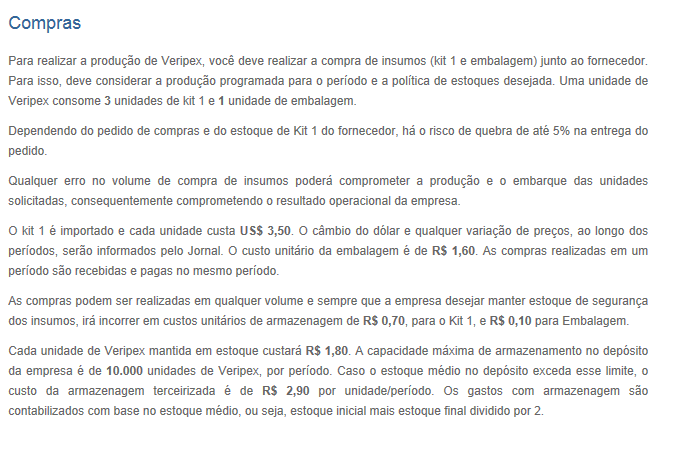 Compras
Para realizar a produção de Veripex, você deve realizar a compra de insumos (kit 1 e embalagem) junto ao fornecedor.
Para isso, deve considerar a produção programada para o período e a política de estoques desejada. Uma unidade de
Veripex consome 3 unidades de kit 1 e 1 unidade de embalagem.
Dependendo do pedido de compras e do estoque de Kit 1 do fornecedor, há o risco de quebra de até 5% na entrega do
pedido.
Qualquer erro no volume de compra de insumos poderá comprometer a produção e o embarque das unidades
solicitadas, consequentemente comprometendo o resultado operacional da empresa.
O kit 1 é importado e cada unidade custa US$ 3,50. O câmbio do dólar e qualquer variação de preços, ao longo dos
períodos, serão informados pelo Jornal. O custo unitário da embalagem é de R$ 1,60. As compras realizadas em um
período são recebidas e pagas no mesmo período.
As compras podem ser realizadas em qualquer volume e sempre que a empresa desejar manter estoque de segurança
dos insumos, irá incorrer em custos unitários de armazenagem de R$ 0,70, para o Kit 1, e R$ 0,10 para Embalagem.
Cada unidade de Veripex mantida em estoque custará R$ 1,80. A capacidade máxima de armazenamento no depósito
da empresa é de 10.000 unidades de Veripex, por período. Caso o estoque médio no depósito exceda esse limite, o
custo da armazenagem terceirizada é de R$ 2,90 por unidade/período. Os gastos com armazenagem são
contabilizados com base no estoque médio, ou seja, estoque inicial mais estoque final dividido por 2.